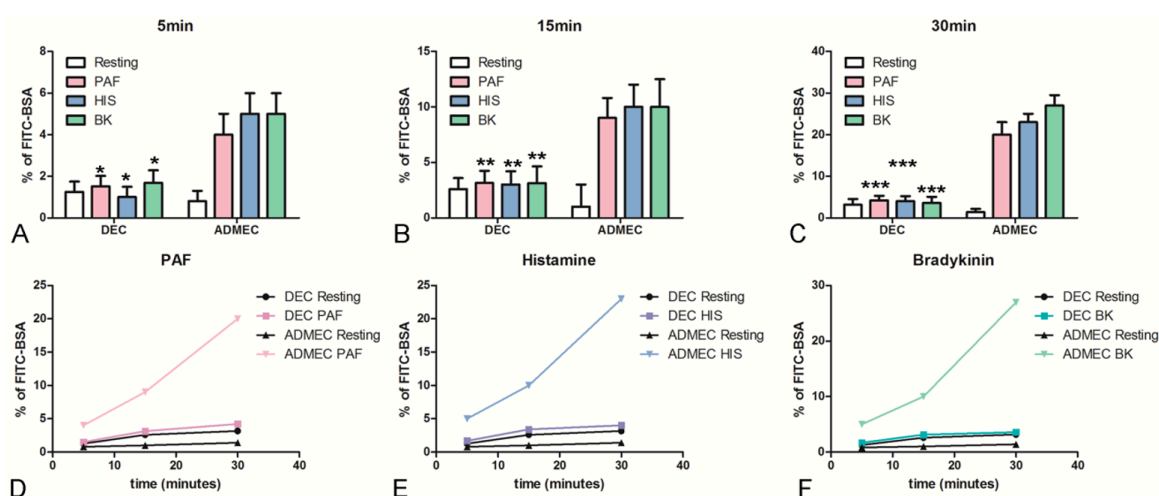 5min
% of FITC-BSA
8
6
4
2
0
Resting
PAF
HIS
BK
* * *
DEC ADMEC
A
15min
% of FITC-BSA
15
10
5
0
Resting
PAF
HIS
BK
** ** **
DEC ADMEC
B
30min
% of FITC-BSA
40
30
20
10
0
Resting
PAF
HIS
BK
*** *** ***
DEC ADMEC
C
PAF
% of FITC-BSA
25
20
15
10
5
0
0 10 20 30 40
time (minutes)
DEC Resting
DEC PAF
ADMEC Resting
ADMEC PAF
D
Histamine
% of FITC-BSA
25
20
15
10
5
0
0 10 20 30 40
time (minutes)
DEC Resting
DEC HIS
ADMEC Resting
ADMEC HIS
E
Bradykinin
% of FITC-BSA
30
20
10
0
0 10 20 30 40
time (minutes)
DEC Resting
DEC BK
ADMEC Resting
ADMEC BK
F